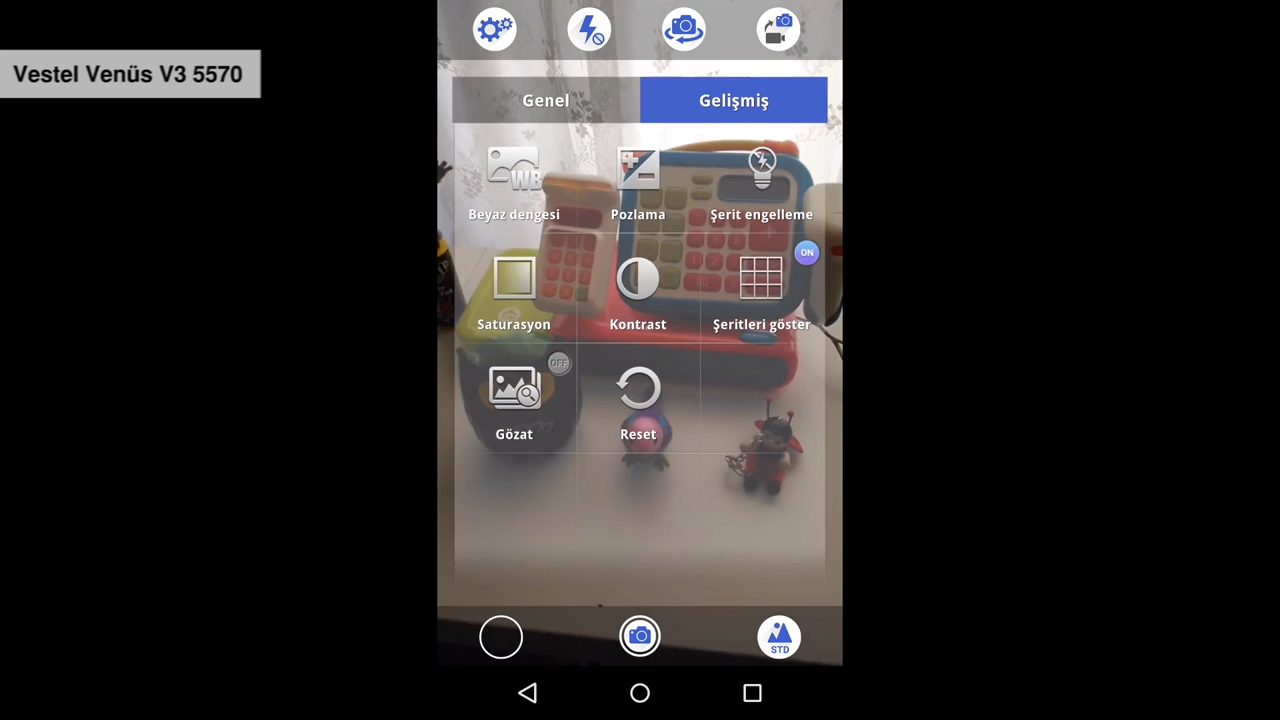 Vestel Venüs V3 5570
Genel
Gelişmiş
WB
Beyaz dengesi
Pozlama
Şerit engelleme
ON
Saturasyon
Kontrast
Şeritleri göster
OFF
Gözat
Reset
STD